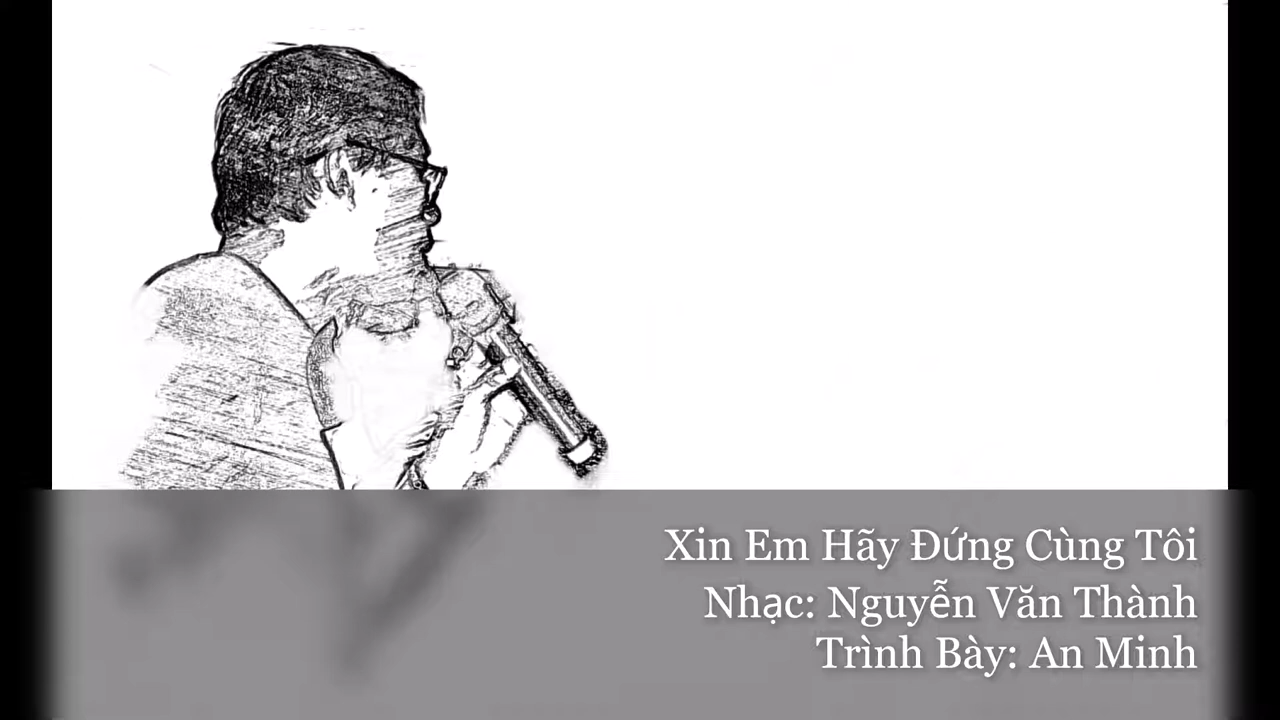 Xin Em Hãy Đứng Cùng Tôi
Nhạc: Nguyễn Văn Thành
Trình Bày: An Minh